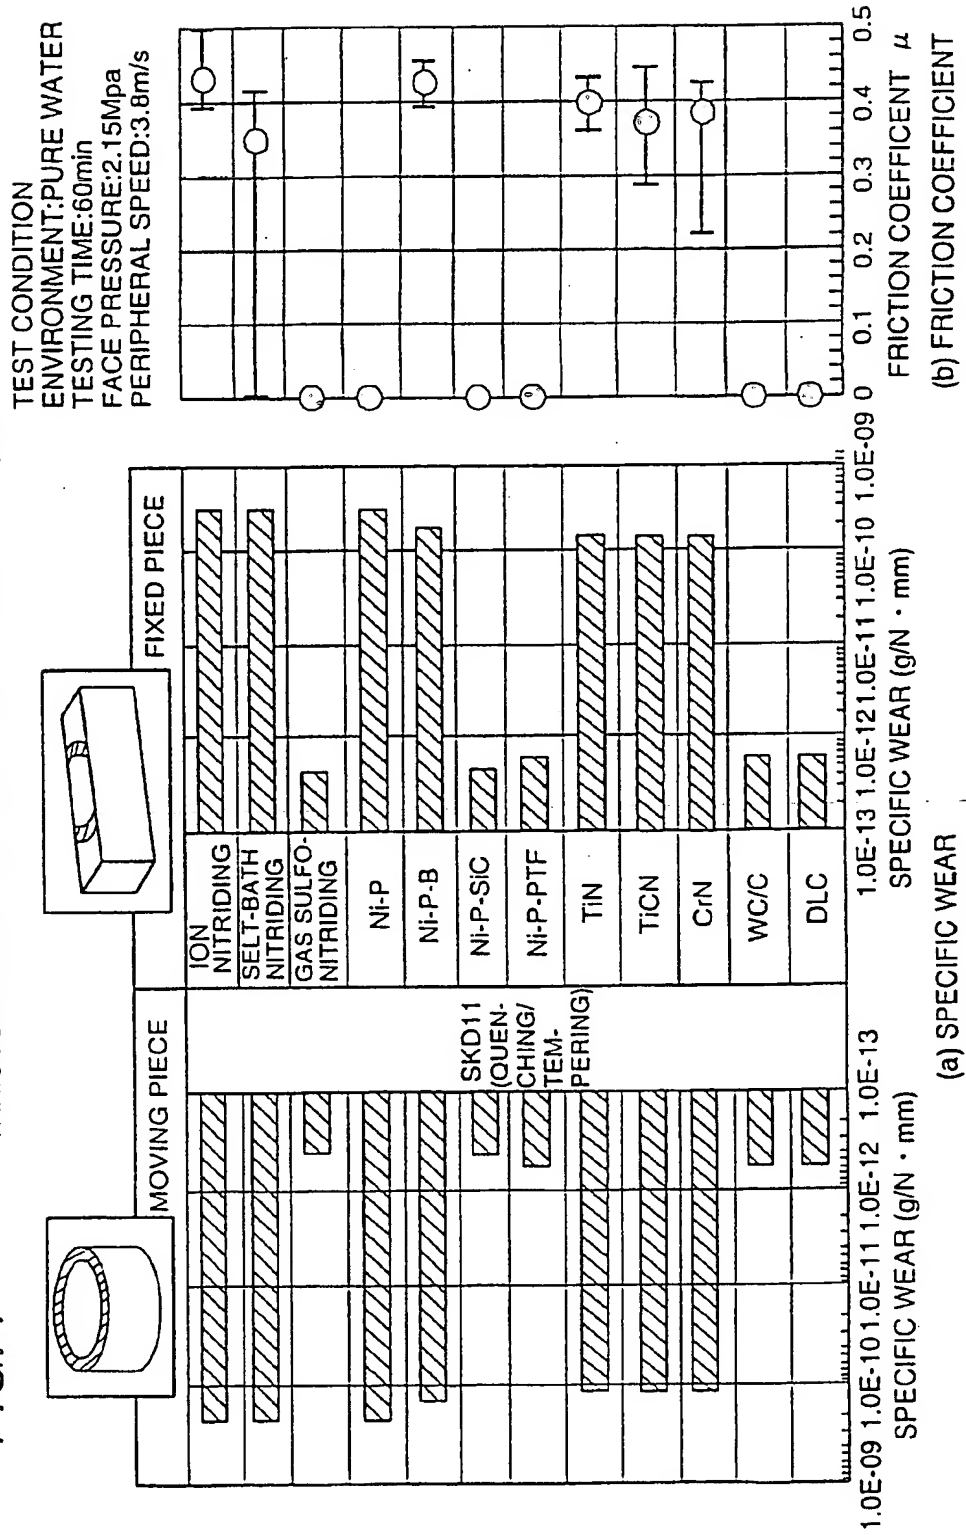 TEST CONDITION
ENVIRONMENT:PURE WATER
TESTING TIME:60min
FACE PRESSURE:2.15Mpa
PERIPHERAL SPEED:3.8m/s
MOVING PIECE
FIXED PIECE
SKD11
(QUEN-
CHING/
TEM-
PERING)
ION
NITRIDING
SELT-BATH
NITRIDING
GAS SULFO-
NITRIDING
Ni-P
Ni-P-B
Ni-P-SiC
Ni-P-PTF
TiN
TiCN
CrN
WC/C
DLC
1.0E-09 1.0E-10 1.0E-11 1.0E-12 1.0E-13
SPECIFIC WEAR (g/N・mm)
1.0E-13 1.0E-12 1.0E-11 1.0E-10 1.0E-09
SPECIFIC WEAR (g/N・mm)
(a) SPECIFIC WEAR
0 0.1 0.2 0.3 0.4 0.5
FRICTION COEFFICENT μ
(b) FRICTION COEFFICIENT